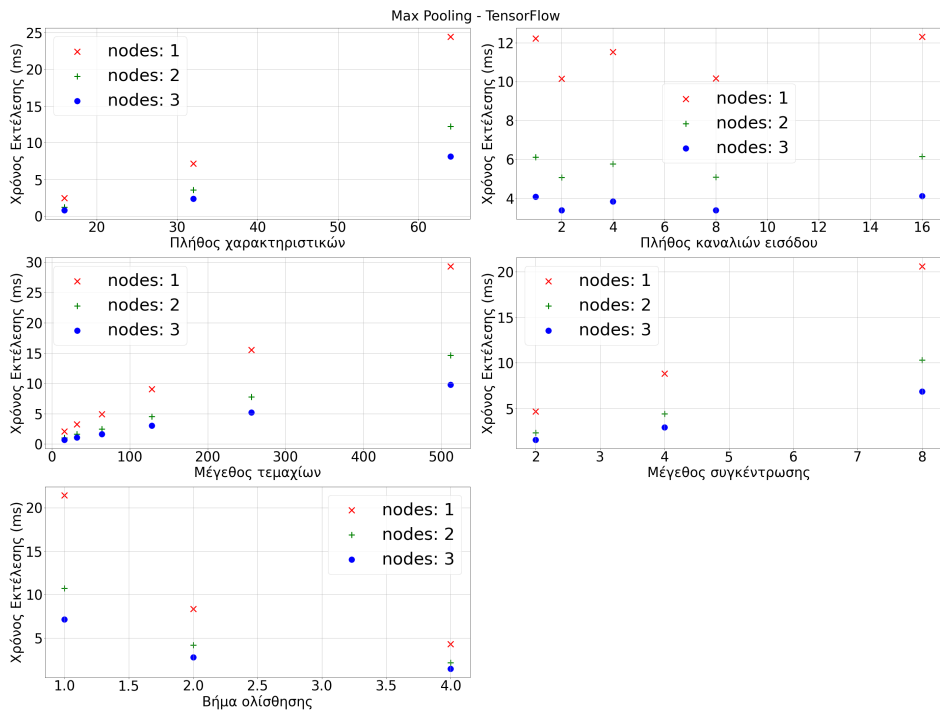 Max Pooling - TensorFlow
25
20
15
10
5
0
Χρόνος Εκτέλεσης (ms)
nodes: 1
nodes: 2
nodes: 3
20 30 40 50 60
Πλήθος χαρακτηριστικών
12
10
8
6
4
Χρόνος Εκτέλεσης (ms)
nodes: 1
nodes: 2
nodes: 3
2 4 6 8 10 12 14 16
Πλήθος καναλιών εισόδου
30
25
20
15
10
5
0
Χρόνος Εκτέλεσης (ms)
nodes: 1
nodes: 2
nodes: 3
0 100 200 300 400 500
Μέγεθος τεμαχίων
20
15
10
5
Χρόνος Εκτέλεσης (ms)
nodes: 1
nodes: 2
nodes: 3
2 3 4 5 6 7 8
Μέγεθος συγκέντρωσης
20
15
10
5
Χρόνος Εκτέλεσης (ms)
nodes: 1
nodes: 2
nodes: 3
1.0 1.5 2.0 2.5 3.0 3.5 4.0
Βήμα ολίσθησης